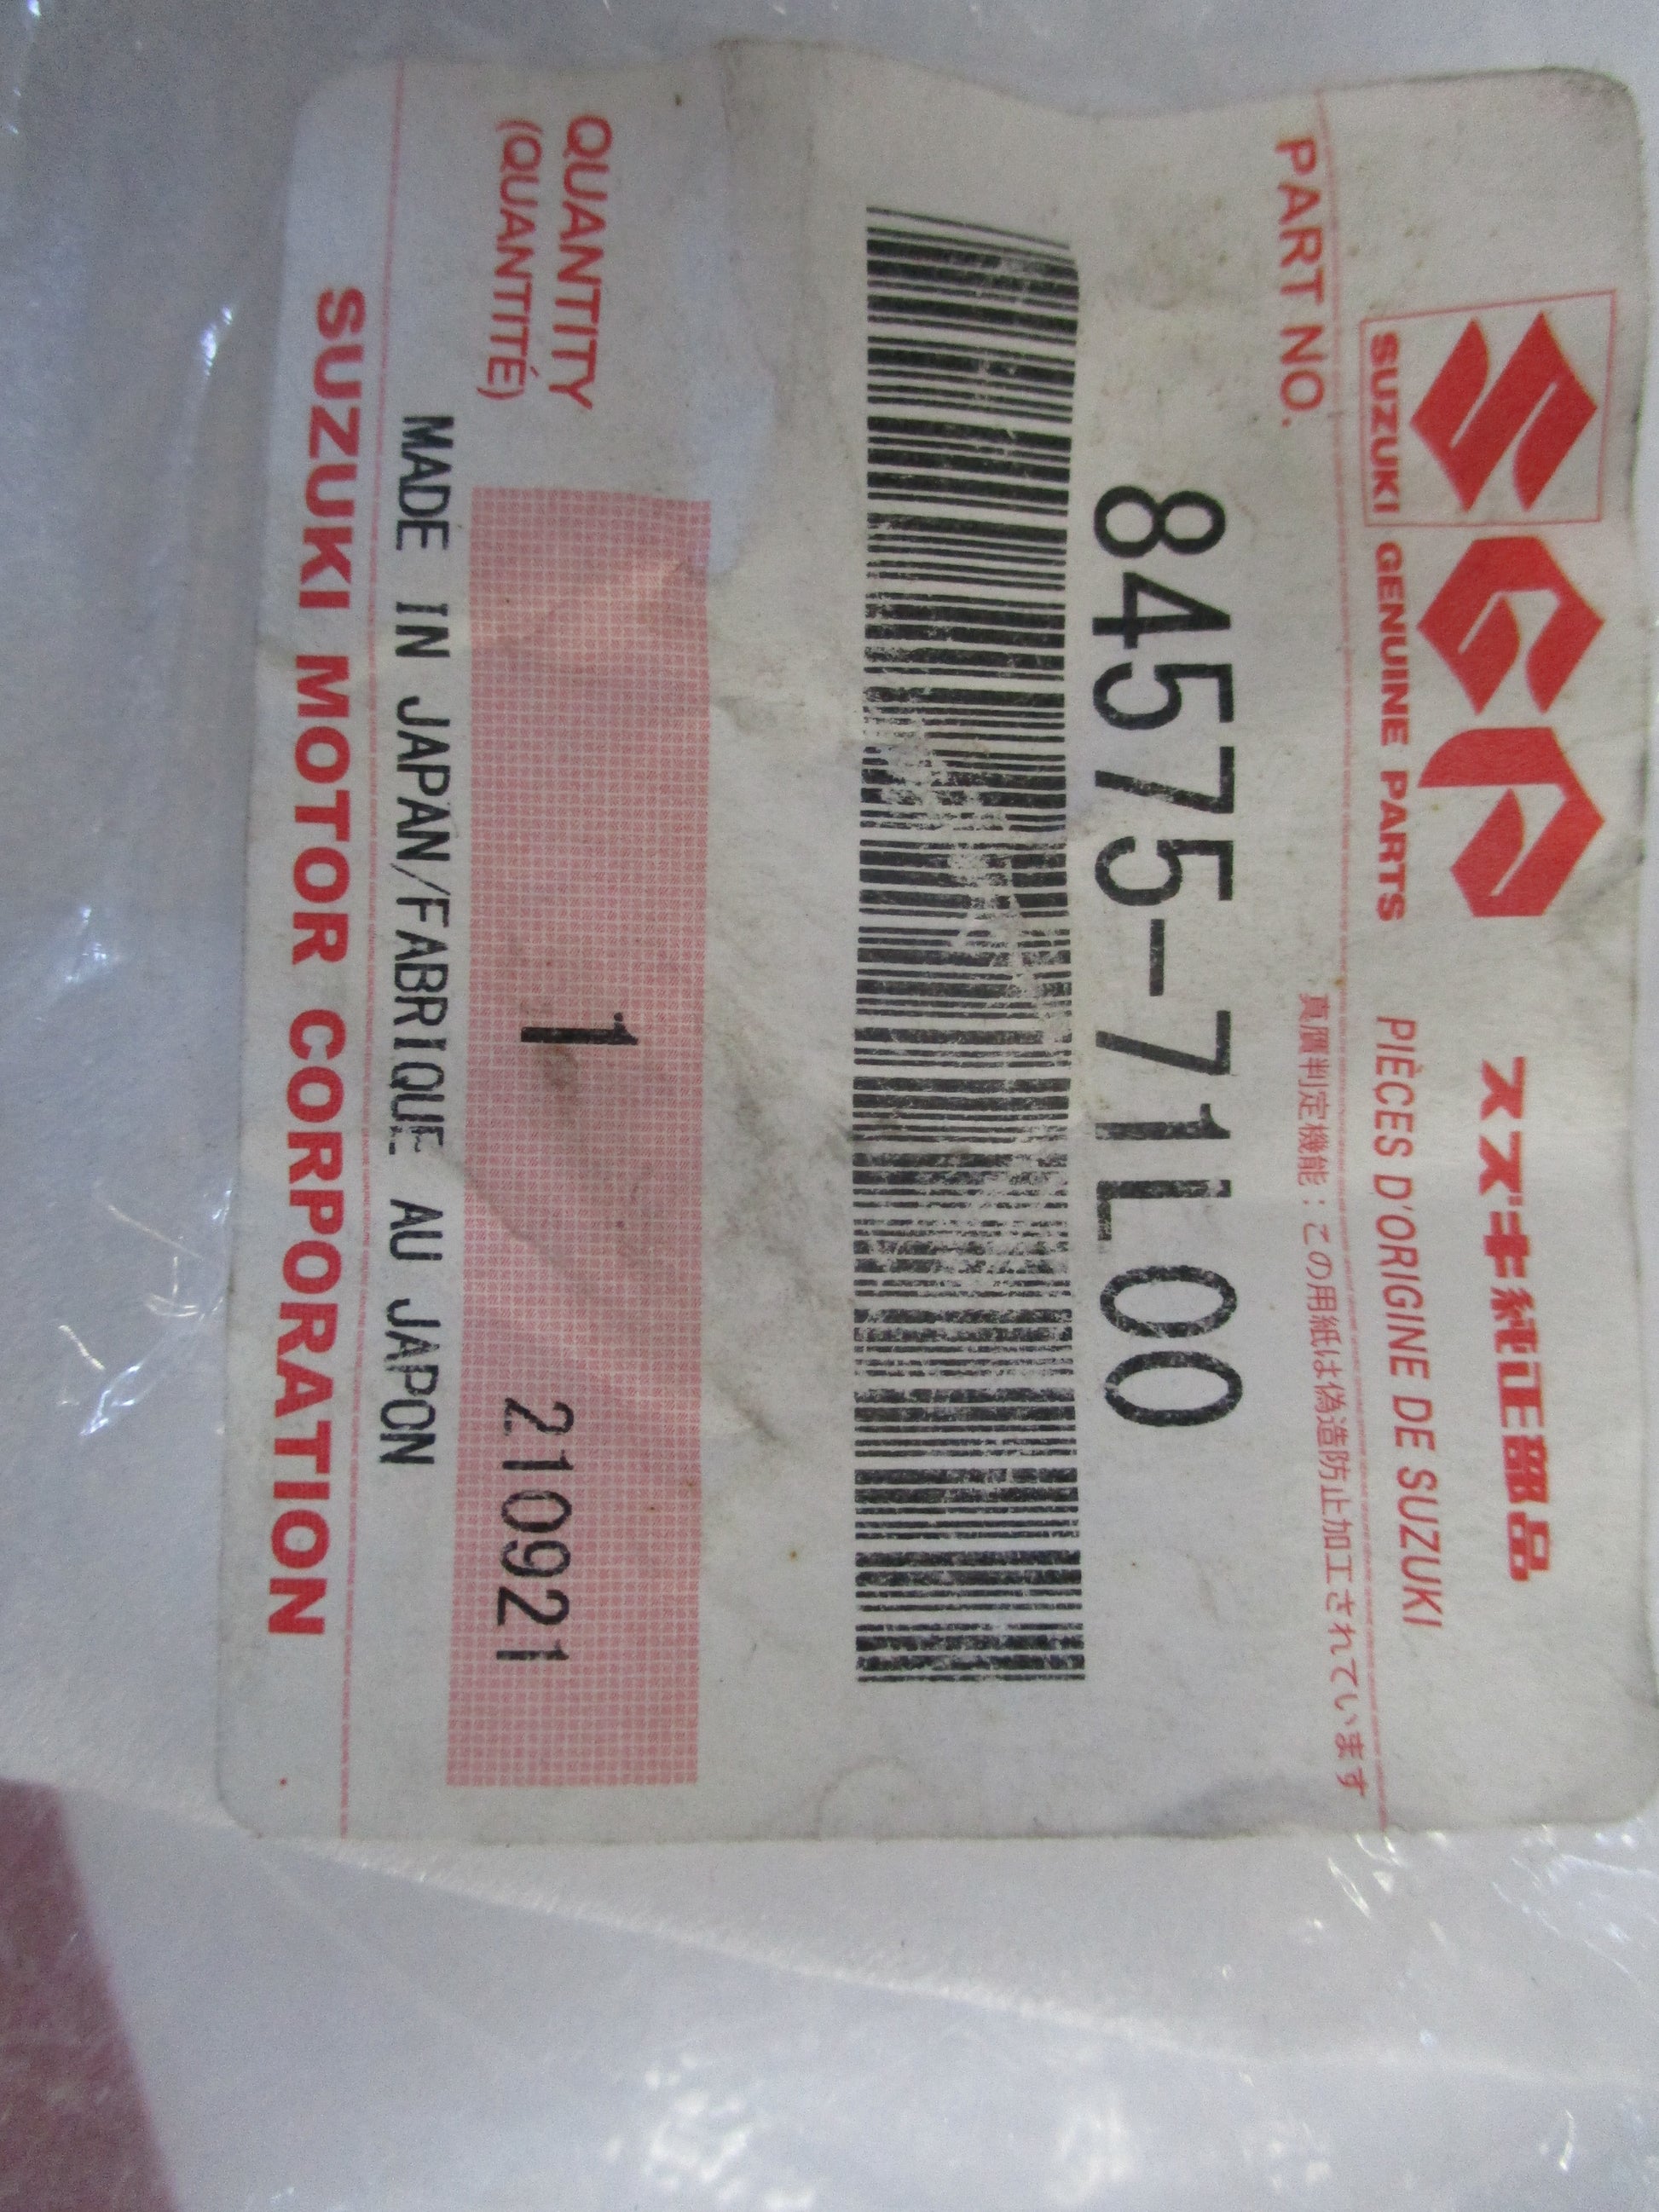 SUZUKI
SGP
GENUINE PARTS
スズキ純正部品
PIÈCES D'ORIGINE DE SUZUKI
真贋判定機能：この用紙は偽造防止加工されています
PART NO.
84575-71L00
QUANTITY
(QUANTITÉ)
1
210921
MADE IN JAPAN/FABRIQUE AU JAPON
SUZUKI MOTOR CORPORATION